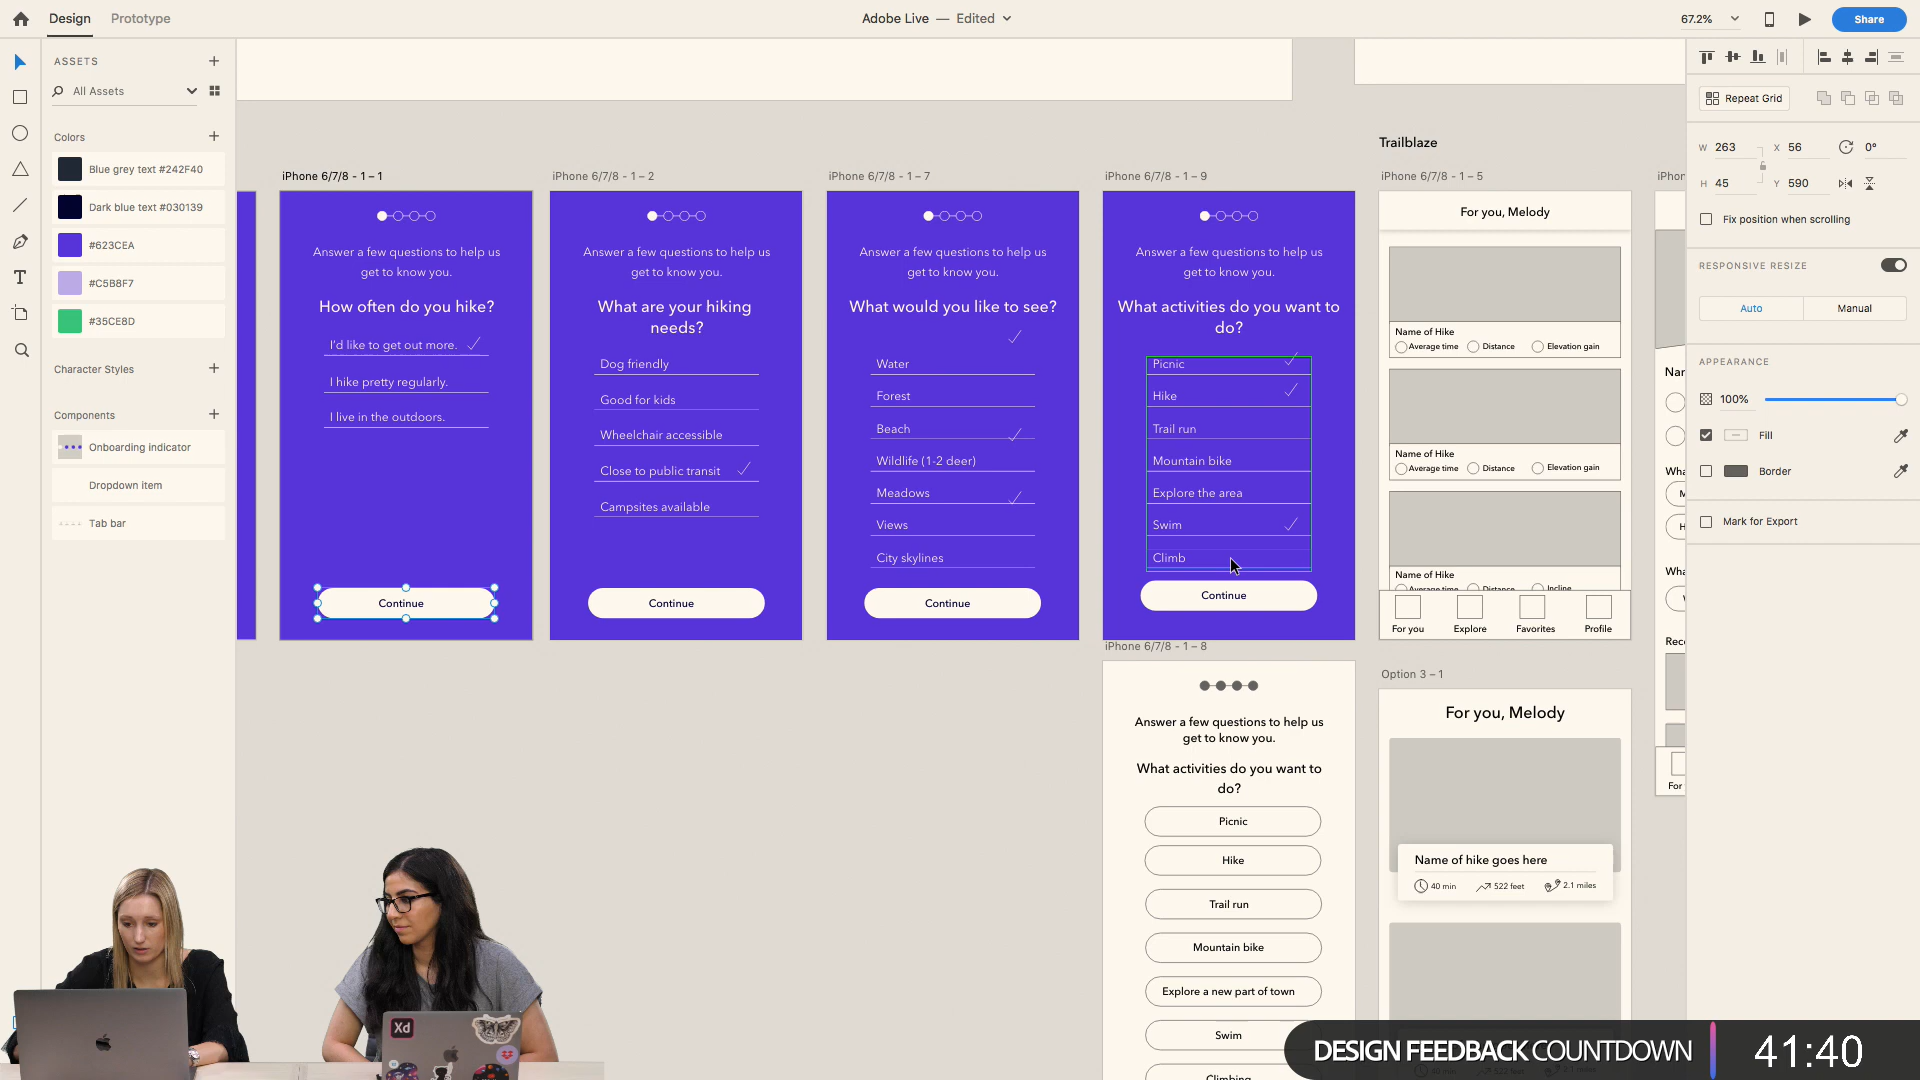 Design
Prototype
Adobe Live — Edited
67.2%
Share
ASSETS
All Assets
Colors
Blue grey text #242F40
Dark blue text #030139
#623CEA
#C5B8F7
#35CE8D
Character Styles
Components
Onboarding indicator
Dropdown item
Tab bar
iPhone 6/7/8 - 1 – 1
Answer a few questions to help us
get to know you.
How often do you hike?
I'd like to get out more.
I hike pretty regularly.
I live in the outdoors.
Continue
iPhone 6/7/8 - 1 – 2
Answer a few questions to help us
get to know you.
What are your hiking
needs?
Dog friendly
Good for kids
Wheelchair accessible
Close to public transit
Campsites available
Continue
iPhone 6/7/8 - 1 – 7
Answer a few questions to help us
get to know you.
What would you like to see?
Water
Forest
Beach
Wildlife (1-2 deer)
Meadows
Views
City skylines
Continue
iPhone 6/7/8 - 1 – 9
Answer a few questions to help us
get to know you.
What activities do you want to
do?
Picnic
Hike
Trail run
Mountain bike
Explore the area
Swim
Climb
Continue
iPhone 6/7/8 - 1 – 8
Answer a few questions to help us
get to know you.
What activities do you want to
do?
Picnic
Hike
Trail run
Mountain bike
Explore a new part of town
Swim
Climbing
Trailblaze
iPhone 6/7/8 - 1 – 5
For you, Melody
Name of Hike
Average time Distance Elevation gain
Name of Hike
Average time Distance Elevation gain
Name of Hike
Average time Distance Incline
For you Explore Favorites Profile
Option 3 – 1
For you, Melody
Name of hike goes here
40 min 522 feet 2.1 miles
iPhon
Nar
Wha
M
H
Wha
Rec
For
Repeat Grid
W 263 X 56 0°
H 45 Y 590
Fix position when scrolling
RESPONSIVE RESIZE
Auto Manual
APPEARANCE
100%
Fill
Border
Mark for Export
Xd
DESIGN FEEDBACK COUNTDOWN 41:40